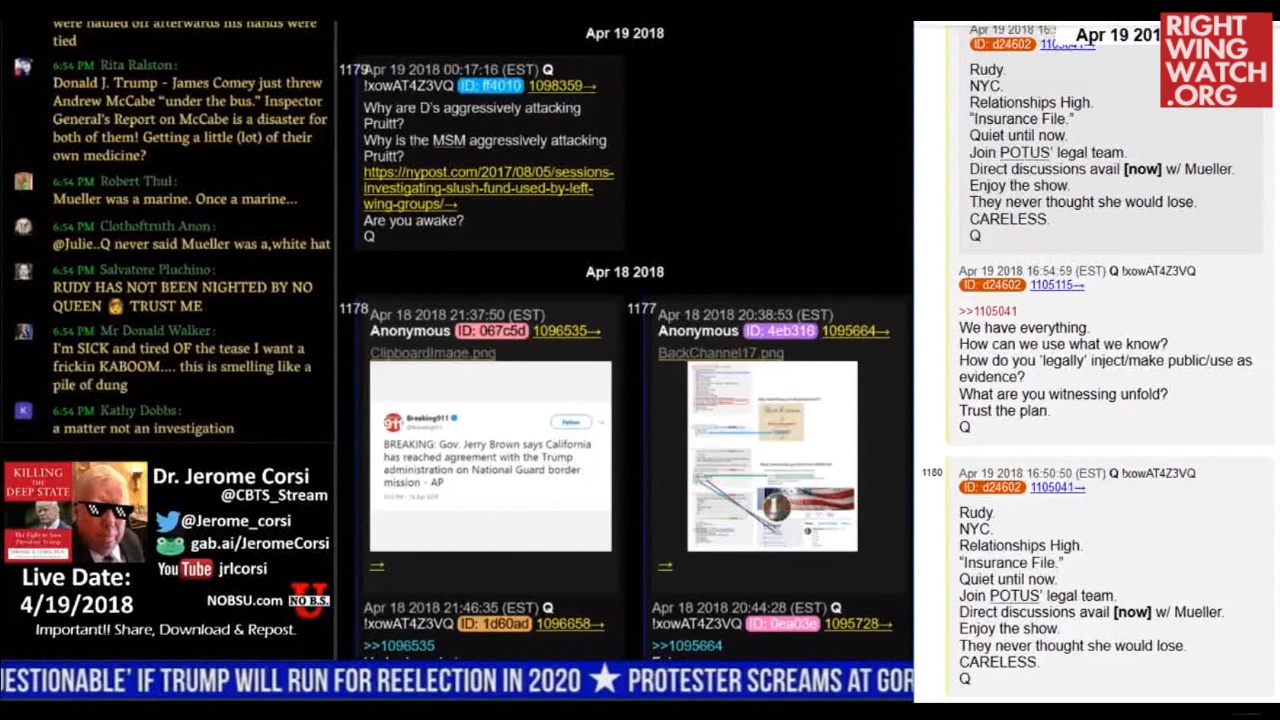 were hauled off afterwards his hands were
tied
6:54 PM Rita Ralston:
Donald J. Trump - James Comey just threw
Andrew McCabe "under the bus." Inspector
General's Report on McCabe is a disaster for
both of them! Getting a little (lot) of their
own medicine?
6:54 PM Robert Thul:
Mueller was a marine. Once a marine...
6:54 PM Clothoftruth Anon:
@Julie..Q never said Mueller was a,white hat
6:54 PM Salvatore Pluchino:
RUDY HAS NOT BEEN NIGHTED BY NO
QUEEN TRUST ME
6:54 PM Mr Donald Walker:
I'm SICK and tired OF the tease I want a
frickin KABOOM.... this is smelling like a
pile of dung
6:54 PM Kathy Dobbs:
a matter not an investigation
KILLING
THE
DEEP STATE
The Fight to Save
President Trump
Dr. Jerome Corsi
@CBTS_Stream
@Jerome_corsi
gab.ai/JeromeCorsi
YouTube jrlcorsi
Live Date:
4/19/2018
NOBSU.com NO B.S. U
Important!! Share, Download & Repost.
Apr 19 2018
1179 Apr 19 2018 00:17:16 (EST) Q
!xowAT4Z3VQ ID: ff4010 1098359→
Why are D's aggressively attacking
Pruitt?
Why is the MSM aggressively attacking
Pruitt?
https://nypost.com/2017/08/05/sessions-
investigating-slush-fund-used-by-left-
wing-groups/→
Are you awake?
Q
Apr 18 2018
1178 Apr 18 2018 21:37:50 (EST)
Anonymous ID: 067c5d 1096535→
ClipboardImage.png
911 Breaking911
@Breaking911
Follow
BREAKING: Gov. Jerry Brown says California
has reached agreement with the Trump
administration on National Guard border
mission - AP
→
Apr 18 2018 21:46:35 (EST) Q
!xowAT4Z3VQ ID: 1d60ad 1096658→
>>1096535
1177 Apr 18 2018 20:38:53 (EST)
Anonymous ID: 4eb316 1095664→
BackChannel17.png
→
Apr 18 2018 20:44:28 (EST) Q
!xowAT4Z3VQ ID: 0ea03e 1095728→
>>1095664
Apr 19 2018 16:
Apr 19 201
ID: d24602 1105041→
Rudy.
NYC.
Relationships High.
“Insurance File.”
Quiet until now.
Join POTUS’ legal team.
Direct discussions avail [now] w/ Mueller.
Enjoy the show.
They never thought she would lose.
CARELESS.
Q
Apr 19 2018 16:54:59 (EST) Q !xowAT4Z3VQ
ID: d24602 1105115→
>>1105041
We have everything.
How can we use what we know?
How do you ‘legally’ inject/make public/use as
evidence?
What are you witnessing unfold?
Trust the plan.
Q
1180 Apr 19 2018 16:50:50 (EST) Q !xowAT4Z3VQ
ID: d24602 1105041→
Rudy.
NYC.
Relationships High.
“Insurance File.”
Quiet until now.
Join POTUS’ legal team.
Direct discussions avail [now] w/ Mueller.
Enjoy the show.
They never thought she would lose.
CARELESS.
Q
RIGHT
WING
WATCH
.ORG
ESTIONABLE' IF TRUMP WILL RUN FOR REELECTION IN 2020 ★ PROTESTER SCREAMS AT GOR